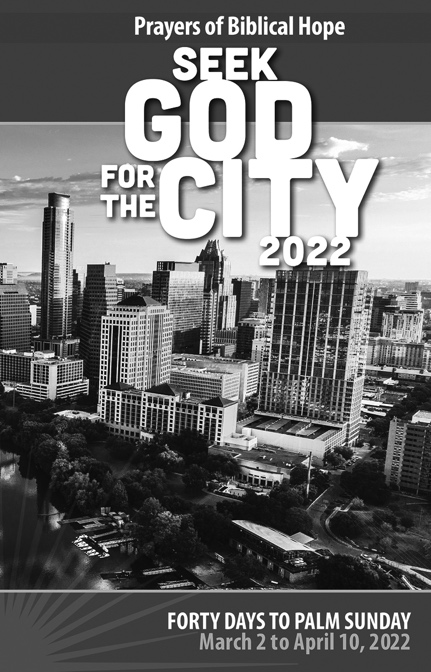 Prayers of Biblical Hope
SEEK
GOD
FOR
THE
CITY
2022
FORTY DAYS TO PALM SUNDAY
March 2 to April 10, 2022